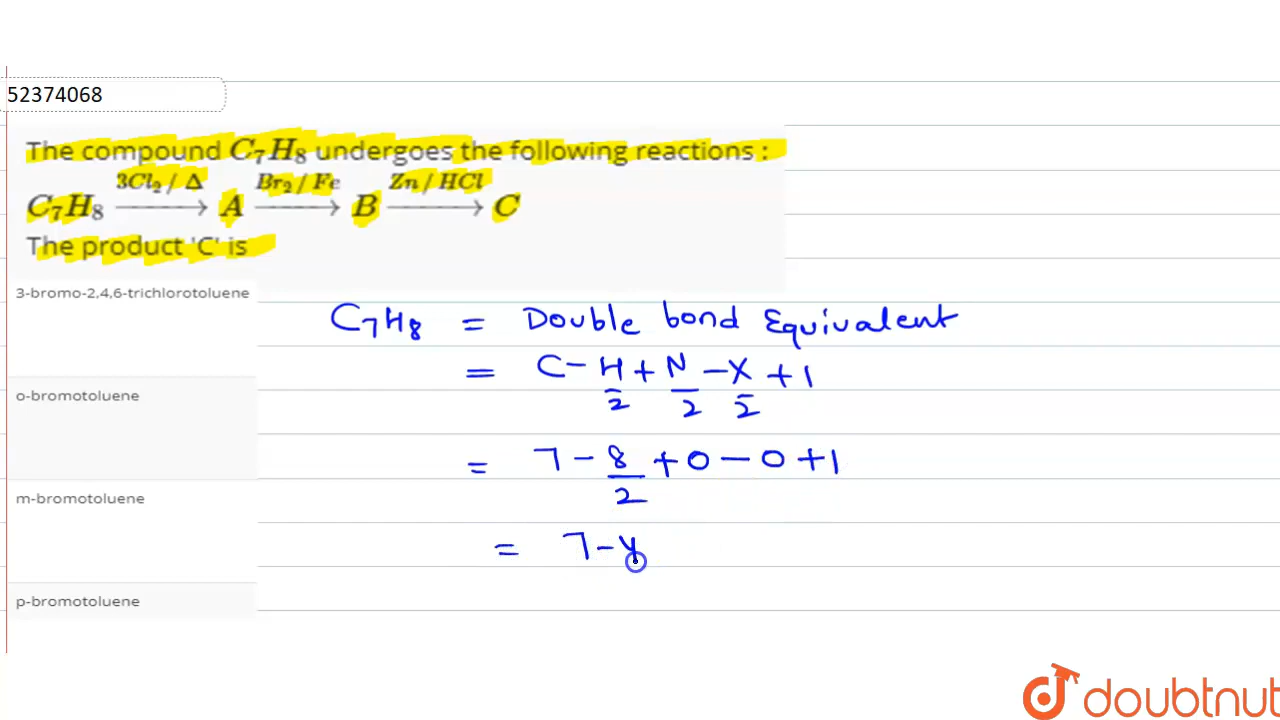 52374068
The compound C₇H₈ undergoes the following reactions :
C₇H₈ 3Cl₂ / Δ → A Br₂ / Fe → B Zn / HCl → C
The product 'C' is
3-bromo-2,4,6-trichlorotoluene
o-bromotoluene
m-bromotoluene
p-bromotoluene
C₇H₈ = Double bond Equivalent
= C - H/2 + N/2 - X/2 + 1
= 7 - 8/2 + 0 - 0 + 1
= 7 - 4
doubtnut